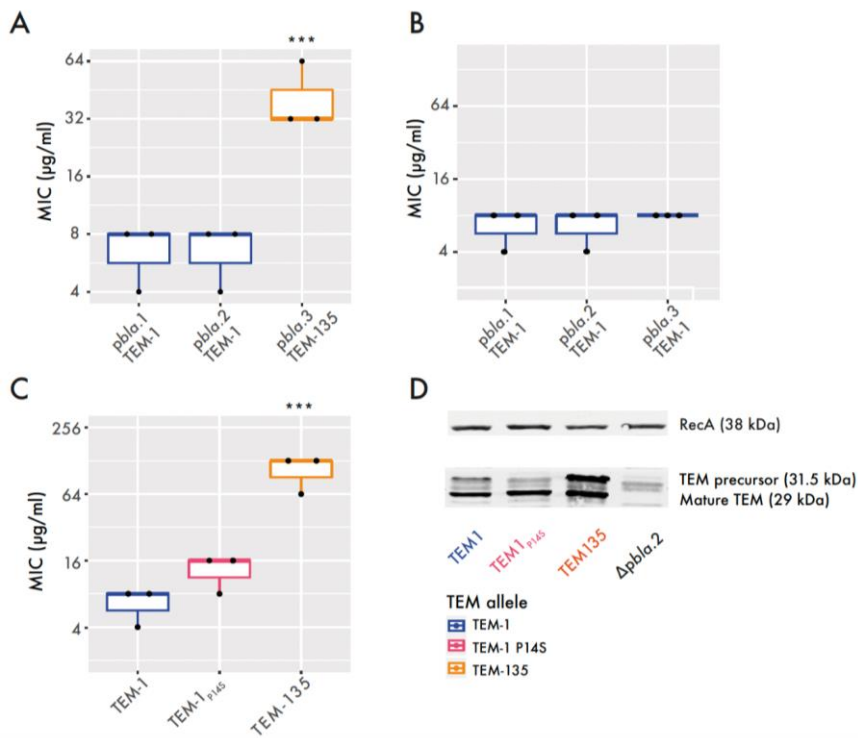 A
***
MIC (µg/ml)
64
32
16
8
4
pbla.1
TEM-1
pbla.2
TEM-1
pbla.3
TEM-135
B
MIC (µg/ml)
64
16
4
pbla.1
TEM-1
pbla.2
TEM-1
pbla.3
TEM-1
C
***
MIC (µg/ml)
256
64
16
4
TEM-1
TEM-1P14S
TEM-135
D
RecA (38 kDa)
TEM precursor (31.5 kDa)
Mature TEM (29 kDa)
TEM1
TEM1P14S
TEM135
Δpbla.2
TEM allele
TEM-1
TEM-1 P14S
TEM-135